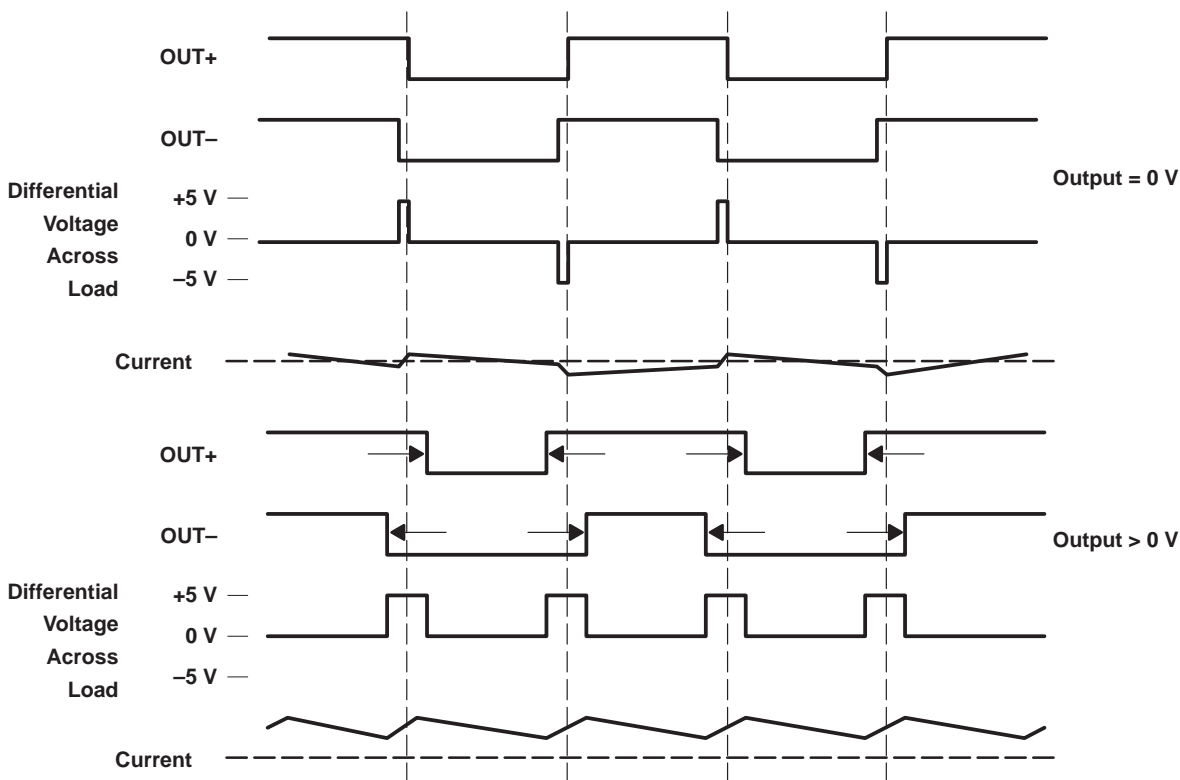 OUT+
OUT–
Output = 0 V
Differential
Voltage
Across
Load
+5 V
0 V
–5 V
Current
OUT+
OUT–
Output > 0 V
Differential
Voltage
Across
Load
+5 V
0 V
–5 V
Current